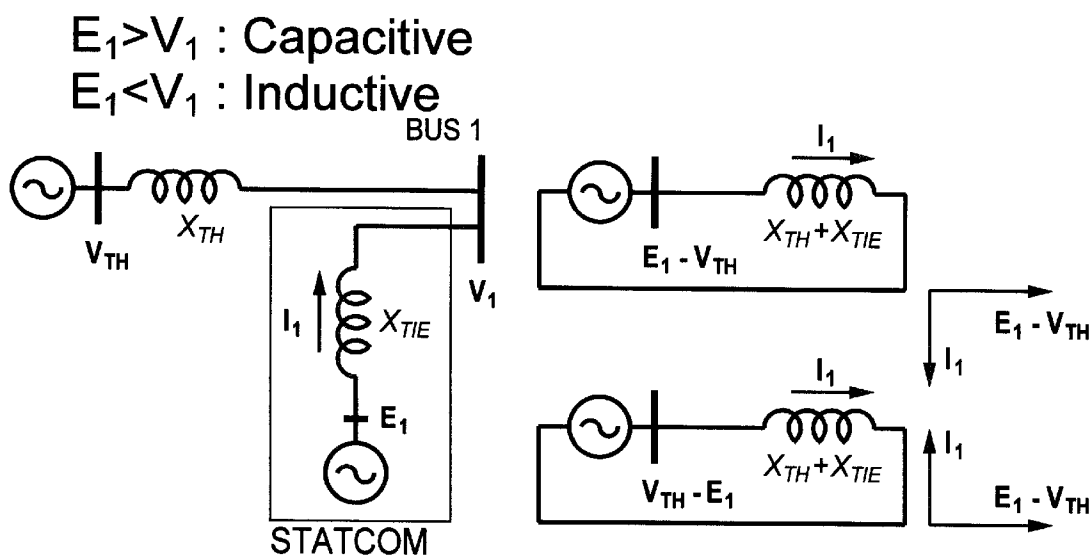 E₁>V₁ : Capacitive
E₁<V₁ : Inductive
BUS 1
X_TH
V_TH
V₁
I₁
X_TIE
E₁
STATCOM
I₁
X_TH + X_TIE
E₁ - V_TH
E₁ - V_TH
I₁
I₁
X_TH + X_TIE
V_TH - E₁
I₁
E₁ - V_TH